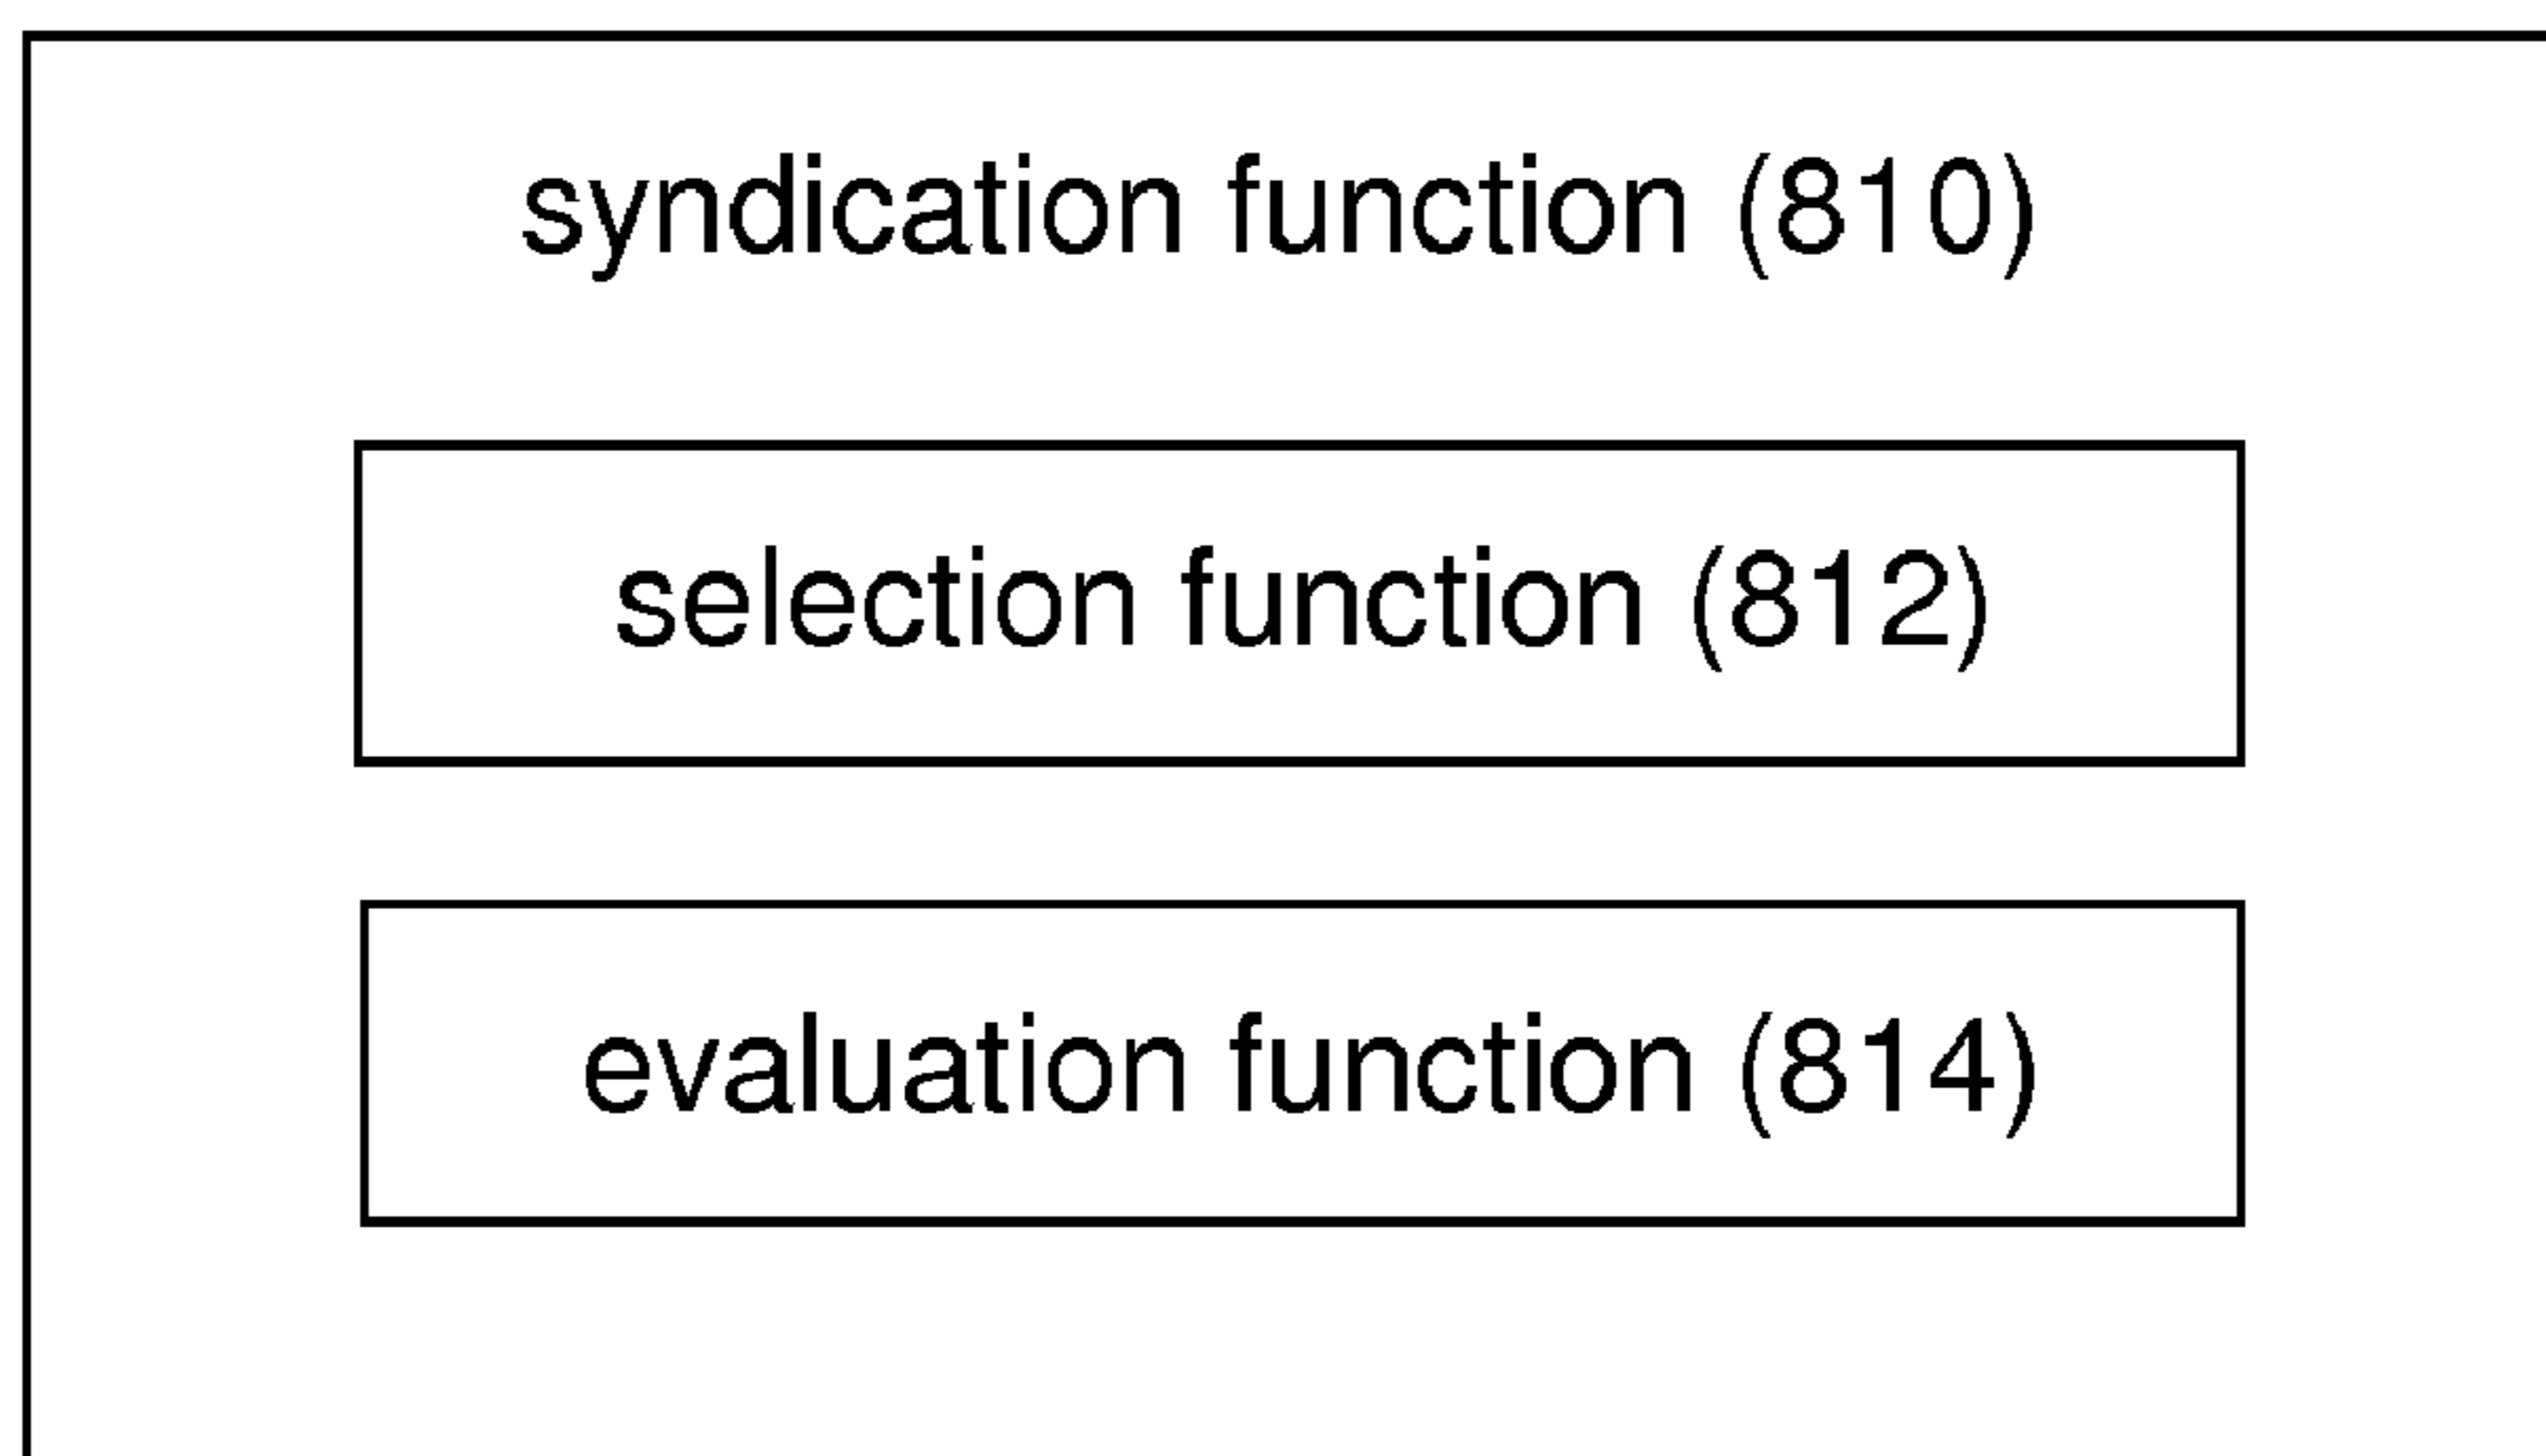 syndication function (810)
selection function (812)
evaluation function (814)